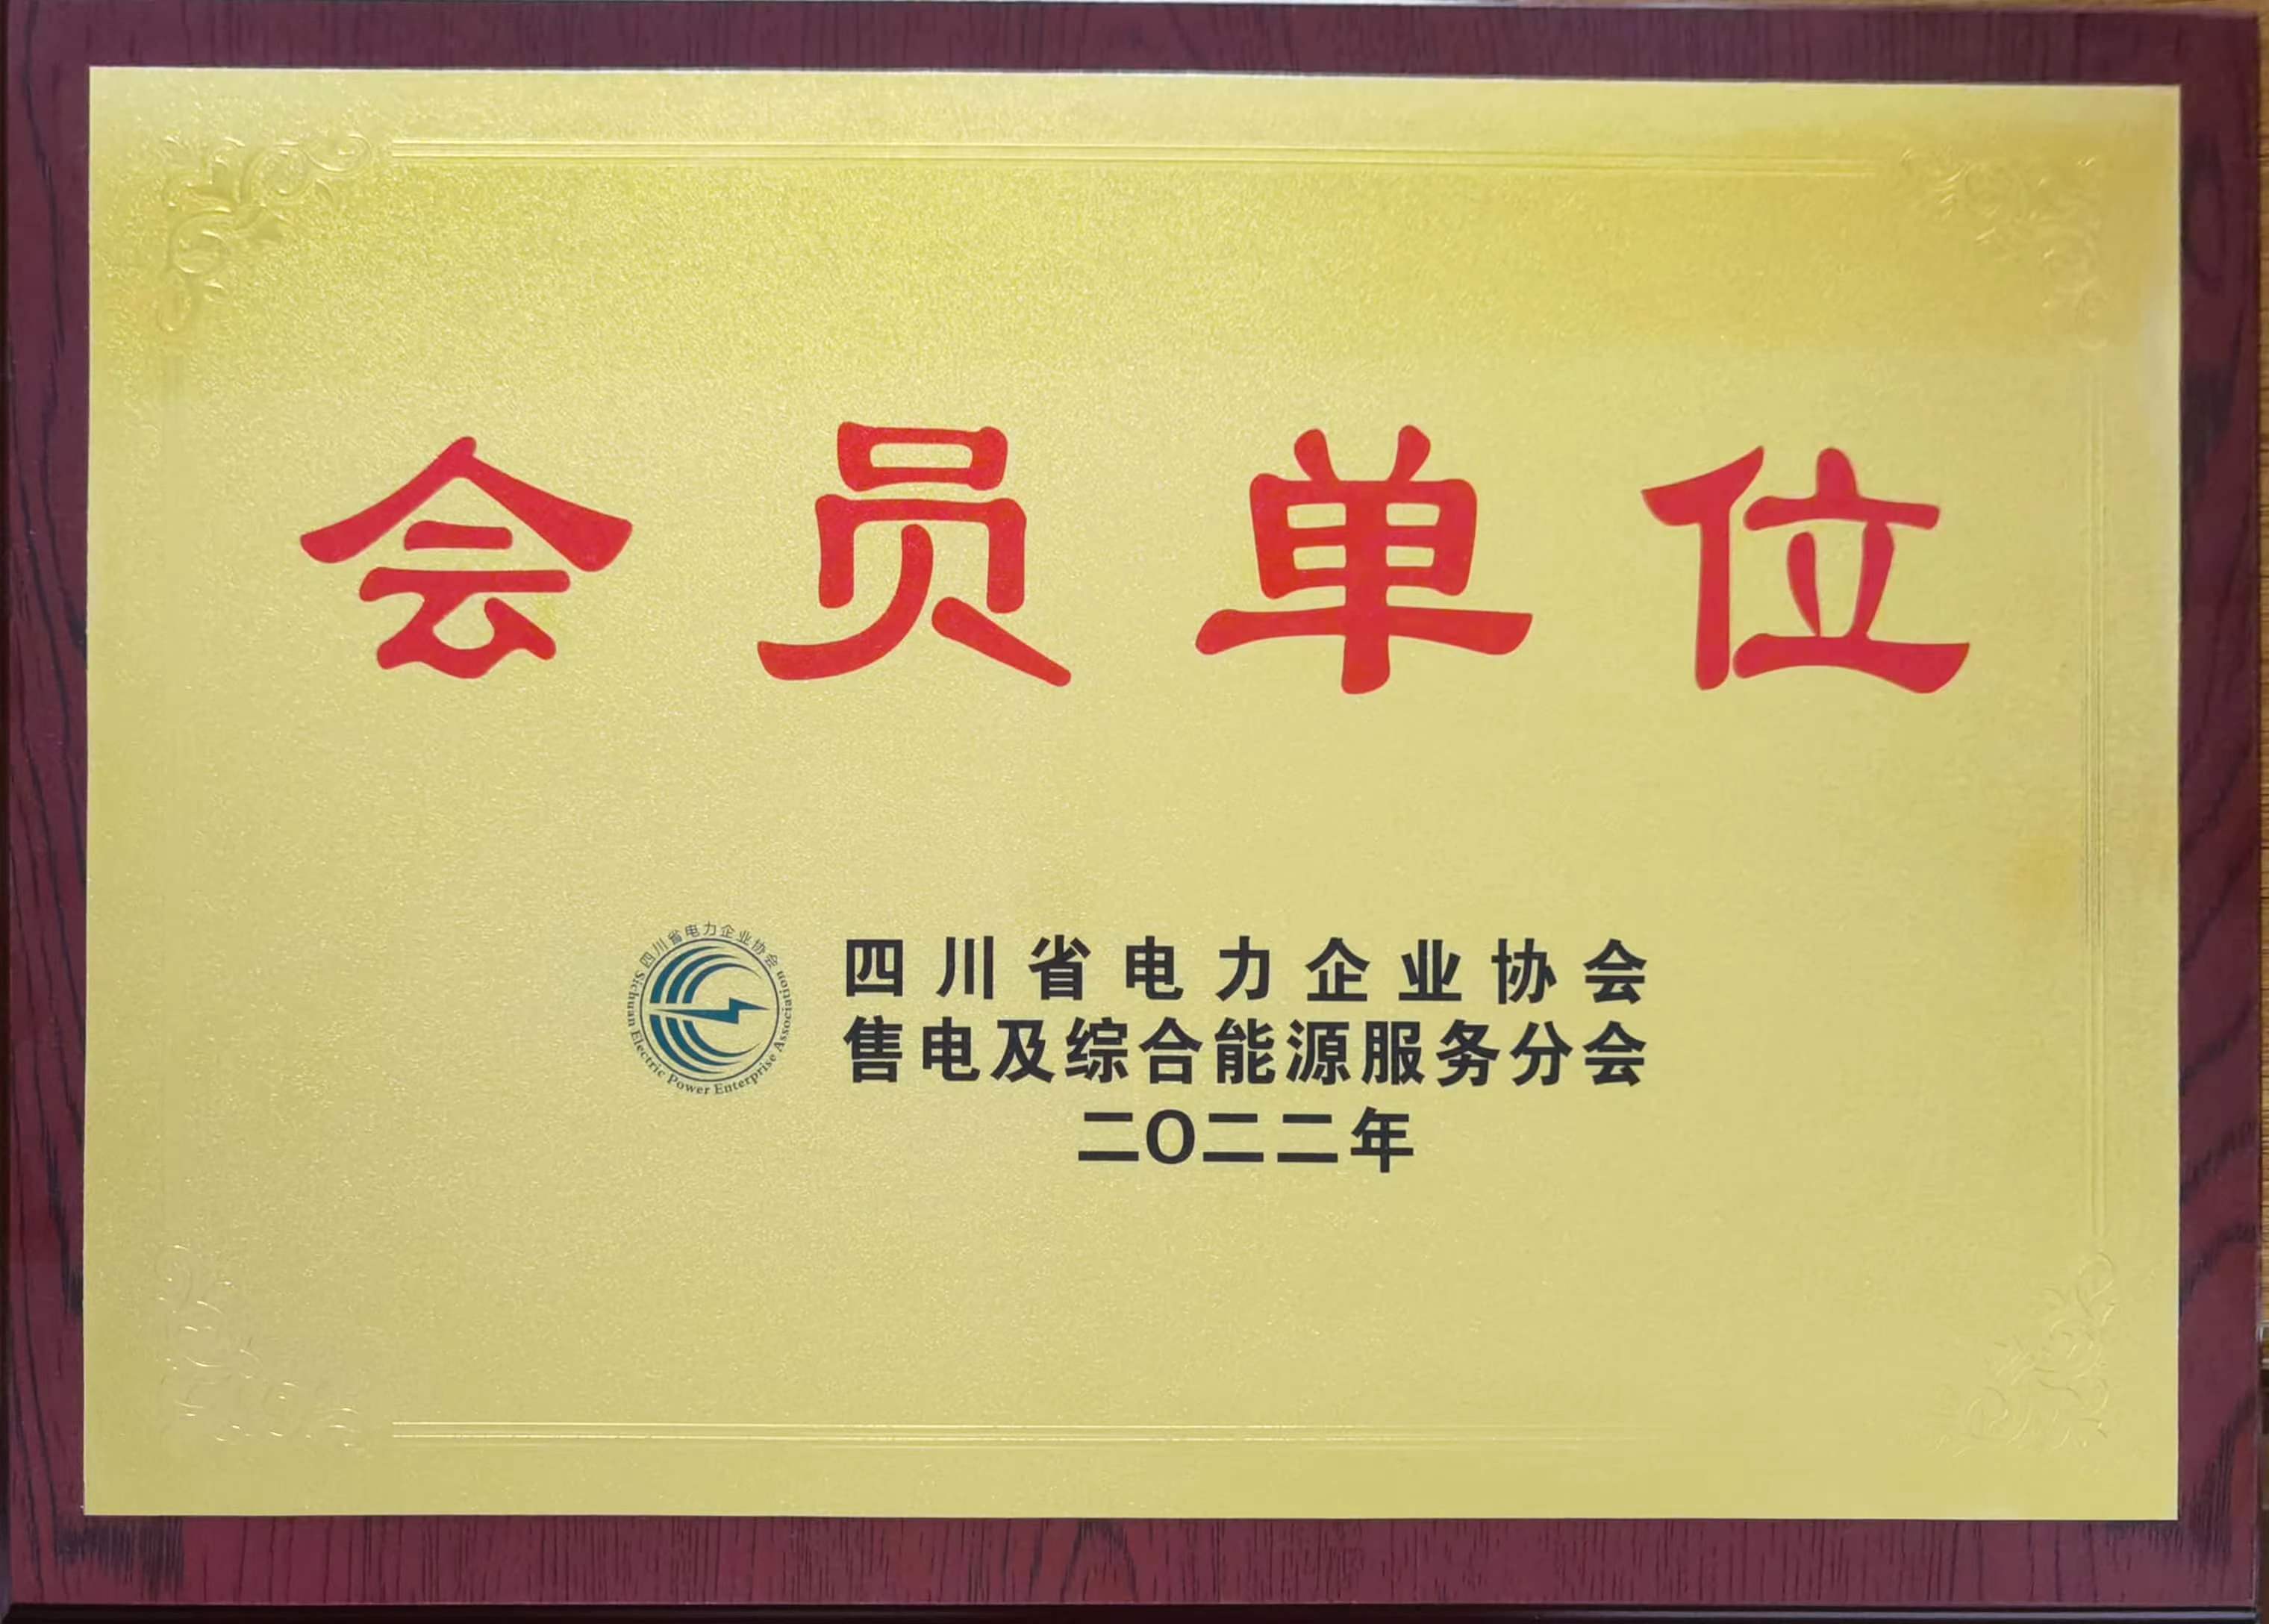 会员单位
四川省电力企业协会
Sichuan Electric Power Enterprise Association
四川省电力企业协会
售电及综合能源服务分会
二〇二二年